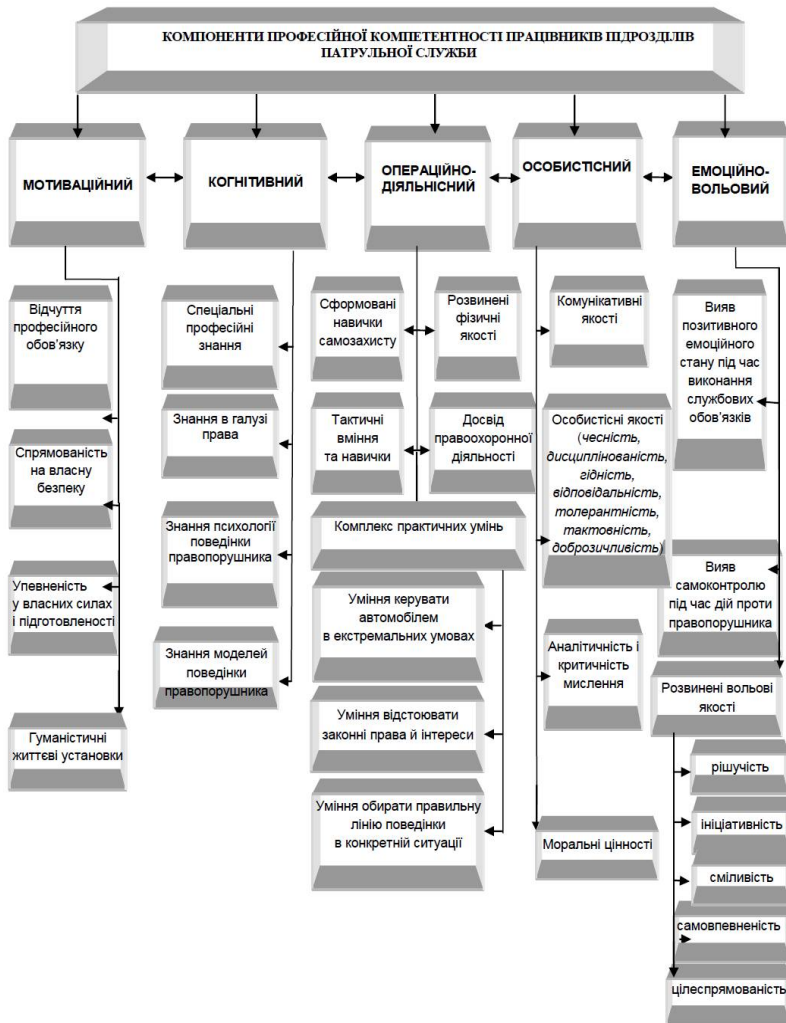 КОМПОНЕНТИ ПРОФЕСІЙНОЇ КОМПЕТЕНТНОСТІ ПРАЦІВНИКІВ ПІДРОЗДІЛІВ
ПАТРУЛЬНОЇ СЛУЖБИ
МОТИВАЦІЙНИЙ
КОГНІТИВНИЙ
ОПЕРАЦІЙНО-
ДІЯЛЬНІСНИЙ
ОСОБИСТІСНИЙ
ЕМОЦІЙНО-
ВОЛЬОВИЙ
Відчуття
професійного
обов’язку
Спрямованість
на власну
безпеку
Упевненість
у власних силах
і підготовленості
Гуманістичні
життєві установки
Спеціальні
професійні
знання
Знання в галузі
права
Знання психології
поведінки
правопорушника
Знання моделей
поведінки
правопорушника
Сформовані
навички
самозахисту
Розвинені
фізичні
якості
Тактичні
вміння
та навички
Досвід
правоохоронної
діяльності
Комплекс практичних умінь
Уміння керувати
автомобілем
в екстремальних умовах
Уміння відстоювати
законні права й інтереси
Уміння обирати правильну
лінію поведінки
в конкретній ситуації
Комунікативні
якості
Особистісні якості
(чесність,
дисциплінованість,
гідність,
відповідальність,
толерантність,
тактовність,
доброзичливість)
Аналітичність і
критичність
мислення
Моральні цінності
Вияв
позитивного
емоційного
стану під час
виконання
службових
обов’язків
Вияв
самоконтролю
під час дій проти
правопорушника
Розвинені вольові
якості
рішучість
ініціативність
сміливість
самовпевненість
цілеспрямованість